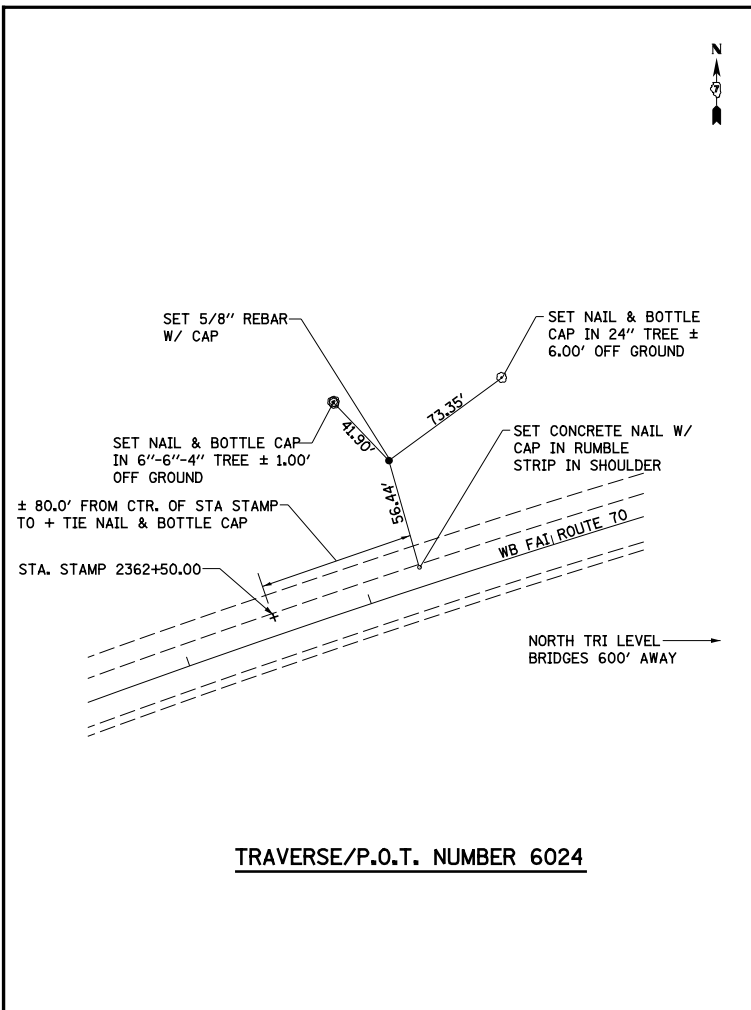 N
7
SET 5/8" REBAR
W/ CAP
SET NAIL & BOTTLE
CAP IN 24" TREE ±
6.00' OFF GROUND
73.35'
41.90'
SET NAIL & BOTTLE CAP
IN 6"-6"-4" TREE ± 1.00'
OFF GROUND
SET CONCRETE NAIL W/
CAP IN RUMBLE
STRIP IN SHOULDER
56.44'
± 80.0' FROM CTR. OF STA STAMP
TO + TIE NAIL & BOTTLE CAP
WB FAI ROUTE 70
STA. STAMP 2362+50.00
NORTH TRI LEVEL
BRIDGES 600' AWAY
TRAVERSE/P.O.T. NUMBER 6024